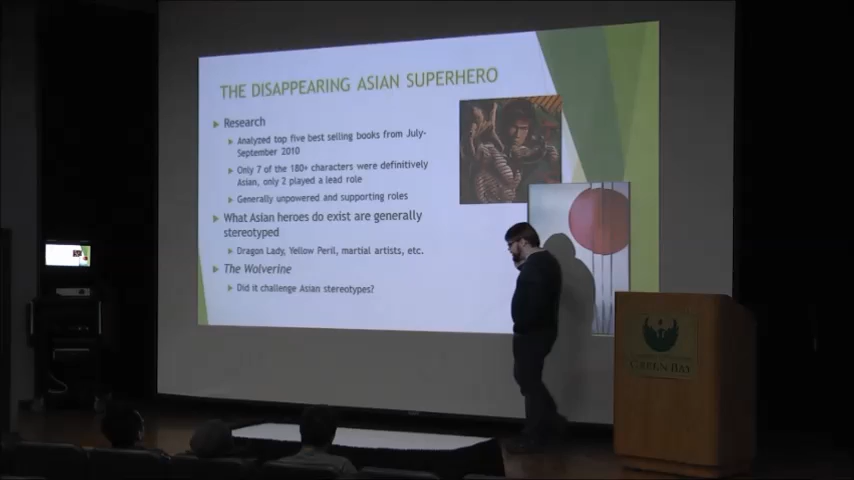 THE DISAPPEARING ASIAN SUPERHERO
Research
Analyzed top five best selling books from July-
September 2010
Only 7 of the 180+ characters were definitively
Asian, only 2 played a lead role
Generally unpowered and supporting roles
What Asian heroes do exist are generally
stereotyped
Dragon Lady, Yellow Peril, martial artists, etc.
The Wolverine
Did it challenge Asian stereotypes?
GREEN BAY